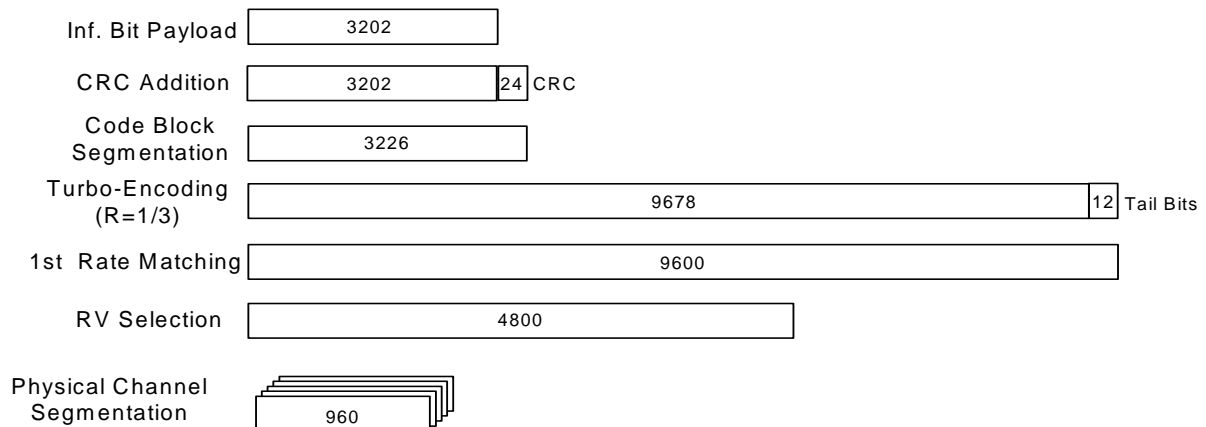 Inf. Bit Payload 3202
CRC Addition 3202 24 CRC
Code Block
Segmentation 3226
Turbo-Encoding
(R=1/3) 9678 12 Tail Bits
1st Rate Matching 9600
RV Selection 4800
Physical Channel
Segmentation 960